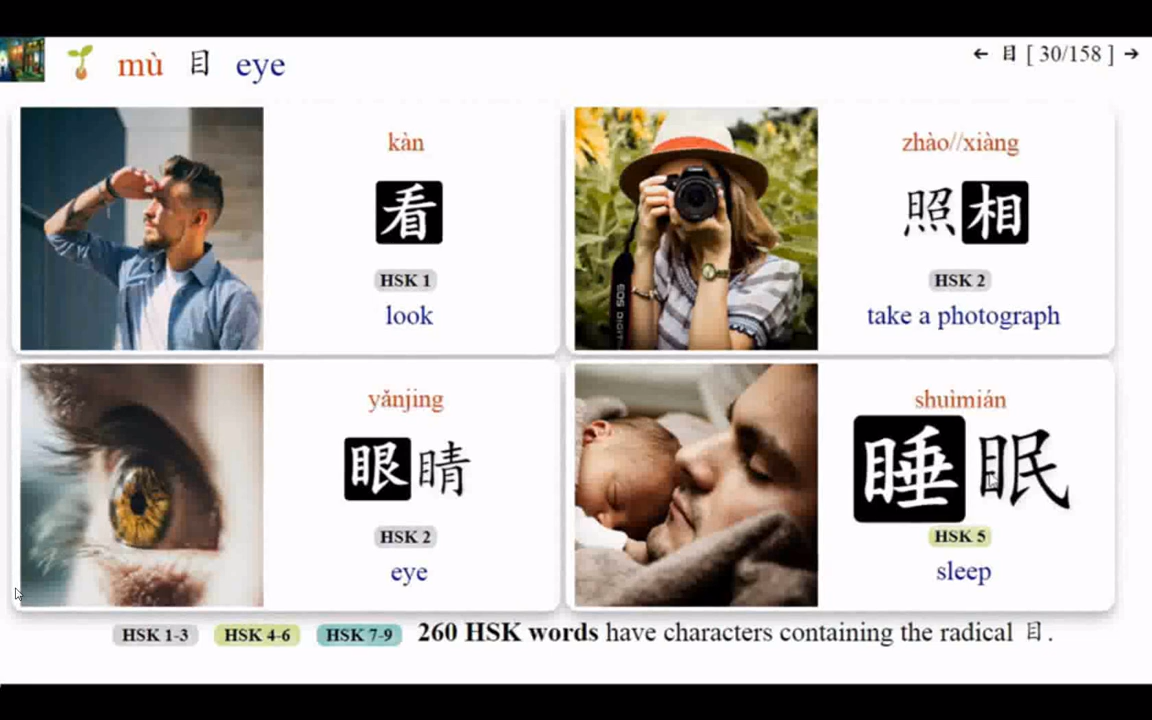 mù 目 eye
← 目 [ 30/158 ] →
kàn
看
HSK 1
look
zhào//xiàng
照相
HSK 2
take a photograph
yǎnjing
眼睛
HSK 2
eye
shuìmián
睡眠
HSK 5
sleep
HSK 1-3 HSK 4-6 HSK 7-9 260 HSK words have characters containing the radical 目.